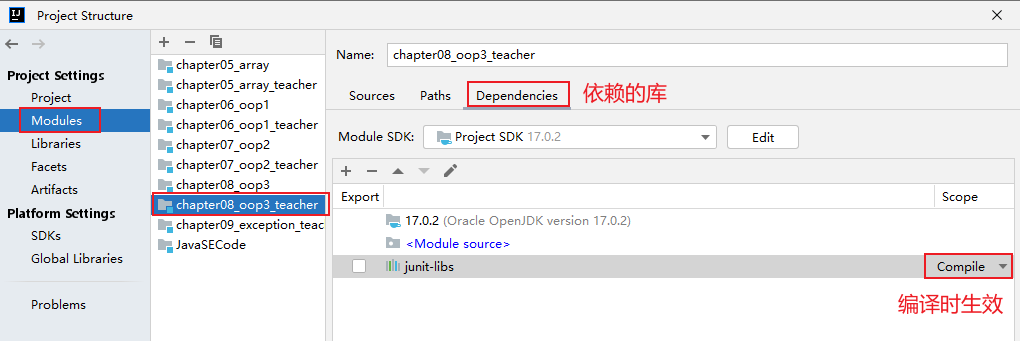 Project Structure
Project Settings
Project
Modules
Libraries
Facets
Artifacts
Platform Settings
SDKs
Global Libraries
Problems
chapter05_array
chapter05_array_teacher
chapter06_oop1
chapter06_oop1_teacher
chapter07_oop2
chapter07_oop2_teacher
chapter08_oop3
chapter08_oop3_teacher
chapter09_exception_teac
JavaSECode
Name: chapter08_oop3_teacher
Sources Paths Dependencies 依赖的库
Module SDK: Project SDK 17.0.2 Edit
Export Scope
17.0.2 (Oracle OpenJDK version 17.0.2)
<Module source>
junit-libs Compile
编译时生效